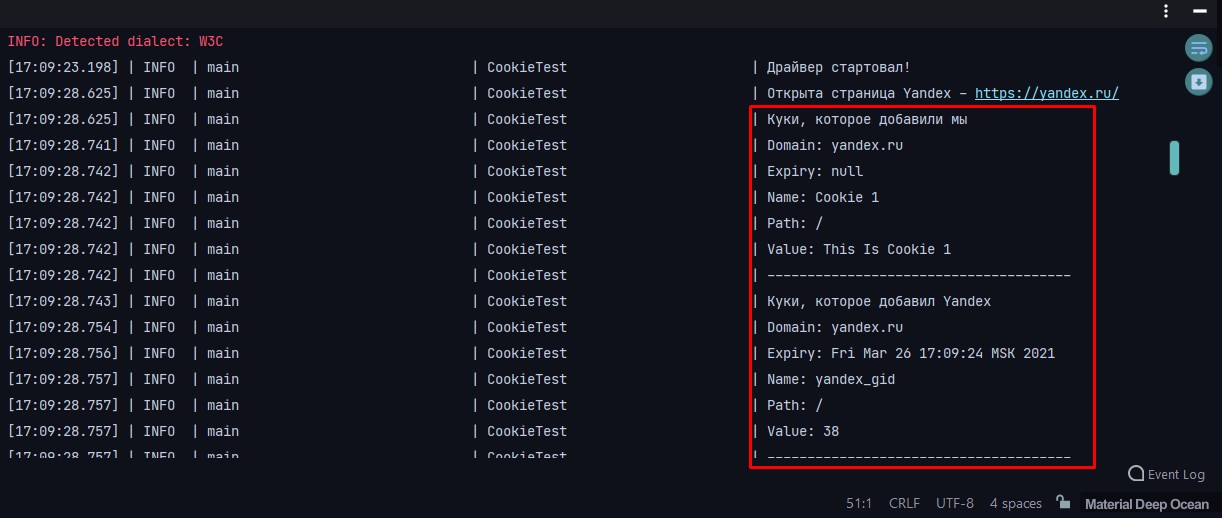 INFO: Detected dialect: W3C
[17:09:23.198] | INFO | main | CookieTest | Драйвер стартовал!
[17:09:28.625] | INFO | main | CookieTest | Открыта страница Yandex - https://yandex.ru/
[17:09:28.625] | INFO | main | CookieTest | Куки, которое добавили мы
[17:09:28.741] | INFO | main | CookieTest | Domain: yandex.ru
[17:09:28.742] | INFO | main | CookieTest | Expiry: null
[17:09:28.742] | INFO | main | CookieTest | Name: Cookie 1
[17:09:28.742] | INFO | main | CookieTest | Path: /
[17:09:28.742] | INFO | main | CookieTest | Value: This Is Cookie 1
[17:09:28.742] | INFO | main | CookieTest | --------------------------------------
[17:09:28.743] | INFO | main | CookieTest | Куки, которое добавил Yandex
[17:09:28.754] | INFO | main | CookieTest | Domain: yandex.ru
[17:09:28.756] | INFO | main | CookieTest | Expiry: Fri Mar 26 17:09:24 MSK 2021
[17:09:28.757] | INFO | main | CookieTest | Name: yandex_gid
[17:09:28.757] | INFO | main | CookieTest | Path: /
[17:09:28.757] | INFO | main | CookieTest | Value: 38
[17:09:28.757] | INFO | main | CookieTest | --------------------------------------
Event Log
51:1 CRLF UTF-8 4 spaces Material Deep Ocean